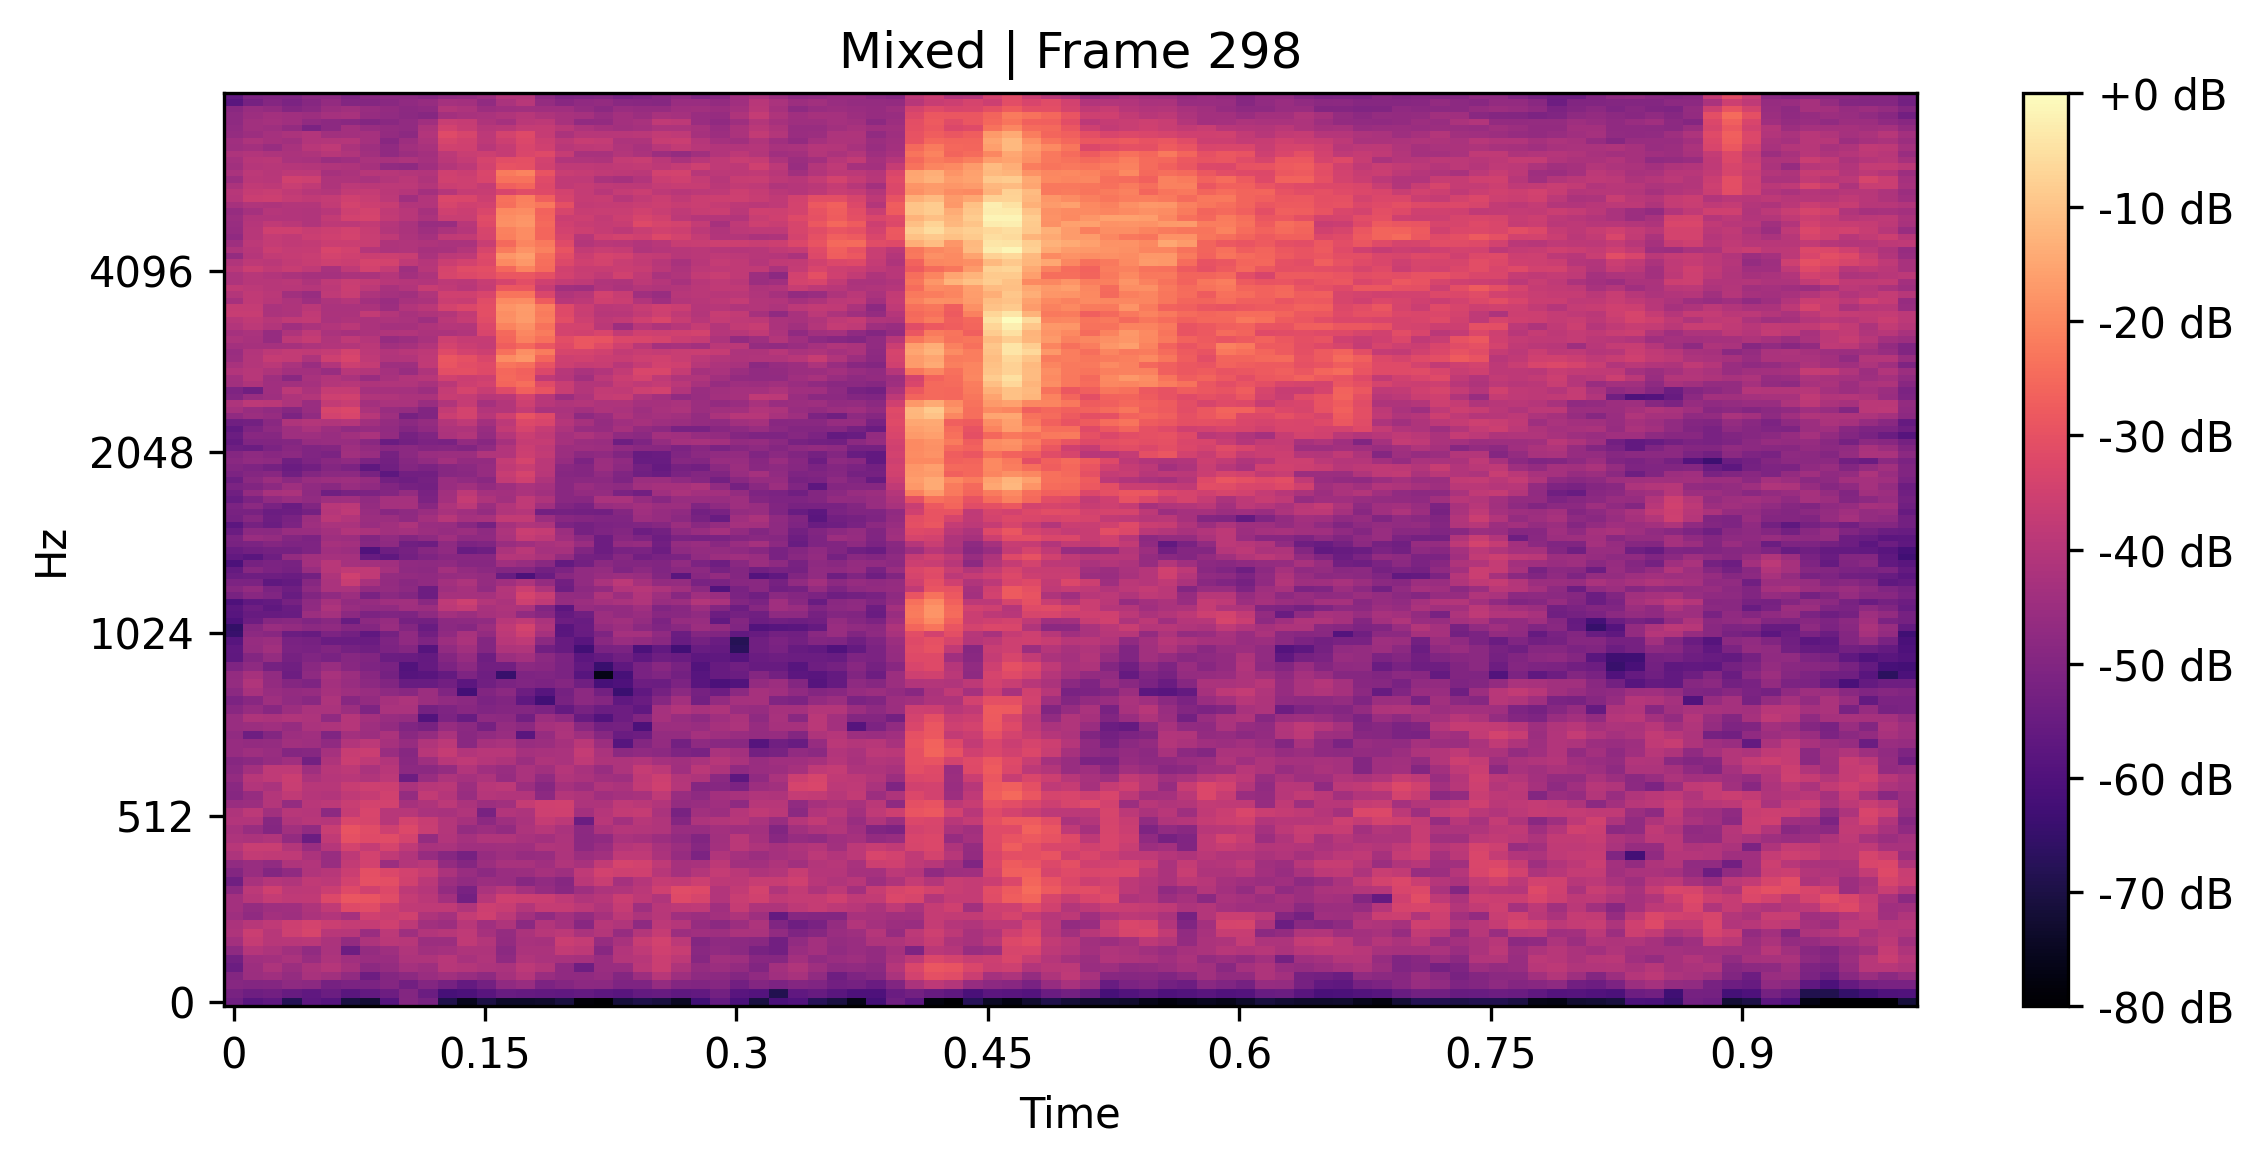 Mixed | Frame 298
+0 dB
-10 dB
-20 dB
-30 dB
-40 dB
-50 dB
-60 dB
-70 dB
-80 dB
Hz
4096
2048
1024
512
0
0 0.15 0.3 0.45 0.6 0.75 0.9
Time